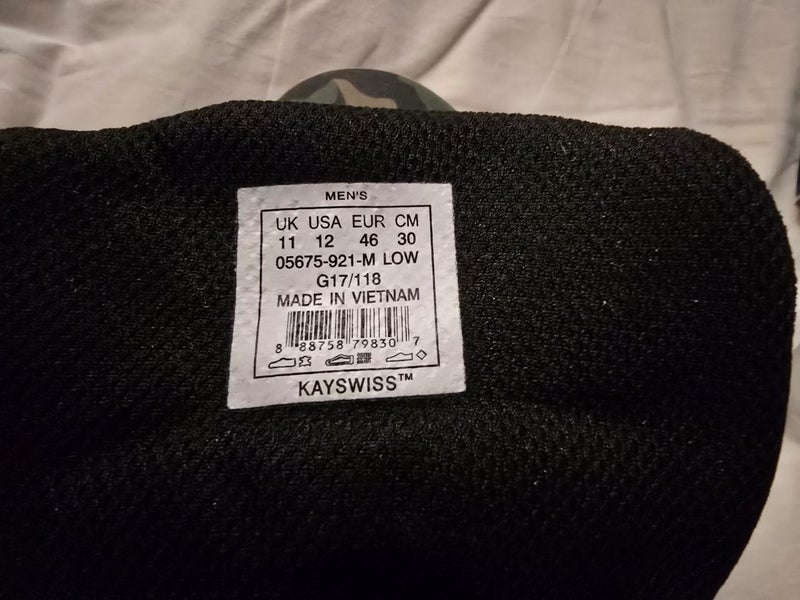 MEN'S
UK USA EUR CM
11 12 46 30
05675-921-M LOW
G17/118
MADE IN VIETNAM
8 88758 79830 7
KAYSWISS™